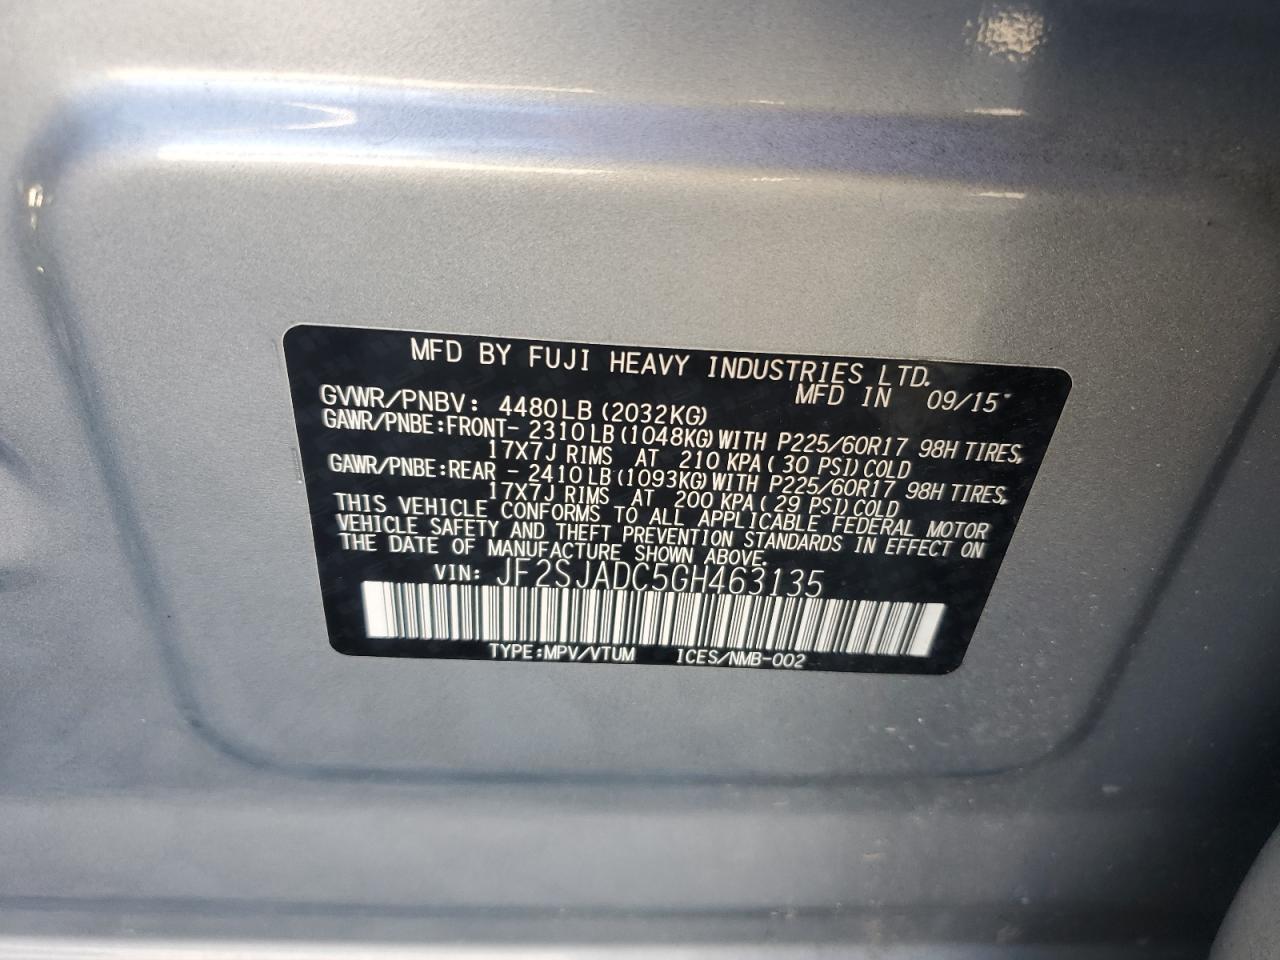 MFD BY FUJI HEAVY INDUSTRIES LTD.
MFD IN 09/15
GVWR/PNBV: 4480LB (2032KG)
GAWR/PNBE:FRONT- 2310LB(1048KG)WITH P225/60R17 98H TIRES,
17X7J RIMS AT 210 KPA( 30 PSI)COLD
GAWR/PNBE:REAR - 2410LB(1093KG)WITH P225/60R17 98H TIRES,
17X7J RIMS AT 200 KPA( 29 PSI)COLD
THIS VEHICLE CONFORMS TO ALL APPLICABLE FEDERAL MOTOR
VEHICLE SAFETY AND THEFT PREVENTION STANDARDS IN EFFECT ON
THE DATE OF MANUFACTURE SHOWN ABOVE.
VIN: JF2SJADC5GH463135
TYPE:MPV/VTUM ICES/NMB-002